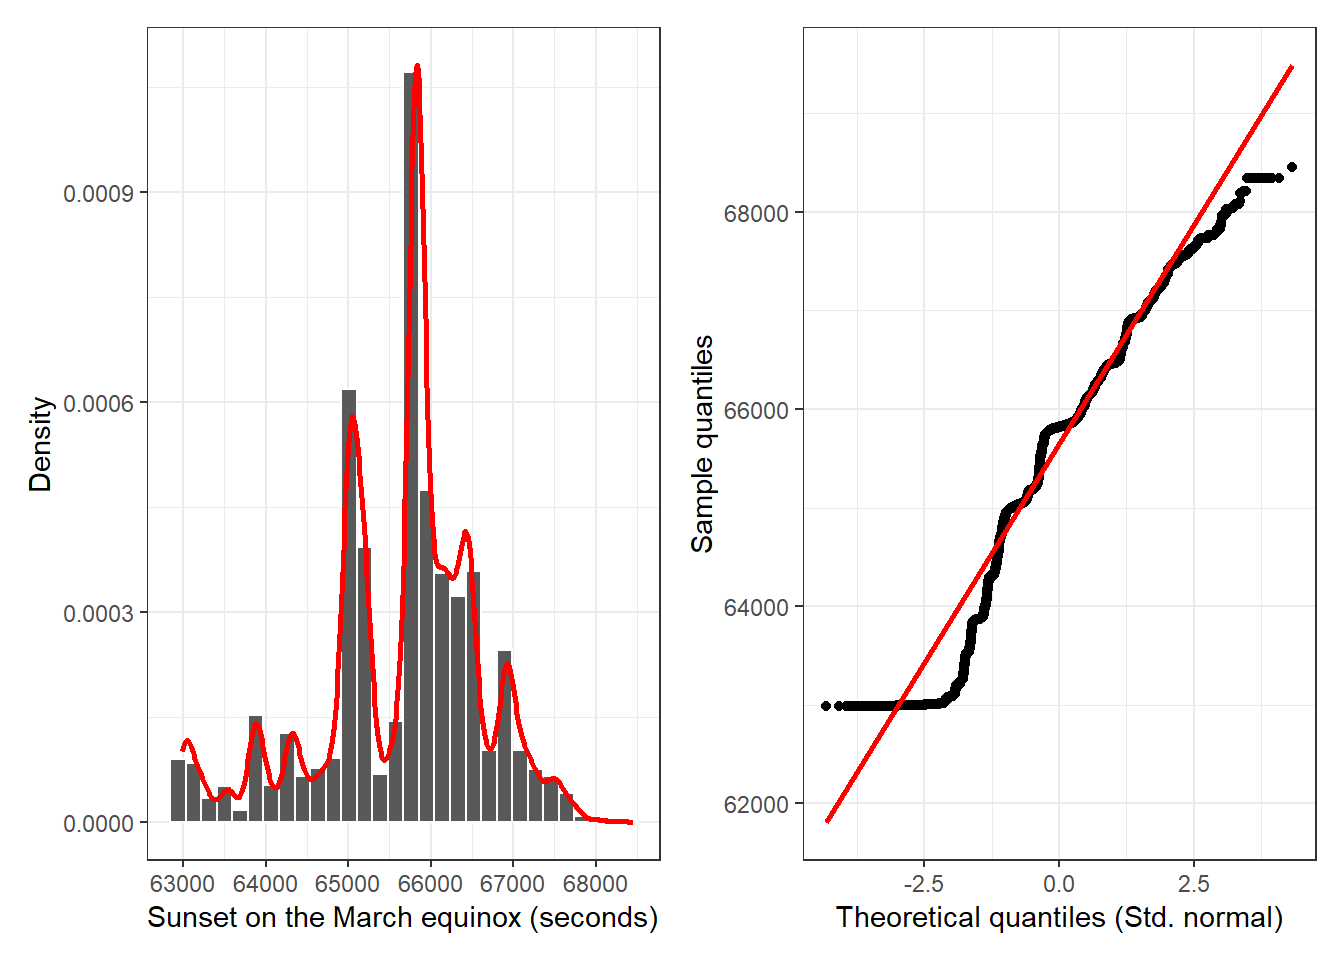 Density
0.0009
0.0006
0.0003
0.0000
63000 64000 65000 66000 67000 68000
Sunset on the March equinox (seconds)
Sample quantiles
68000
66000
64000
62000
-2.5 0.0 2.5
Theoretical quantiles (Std. normal)